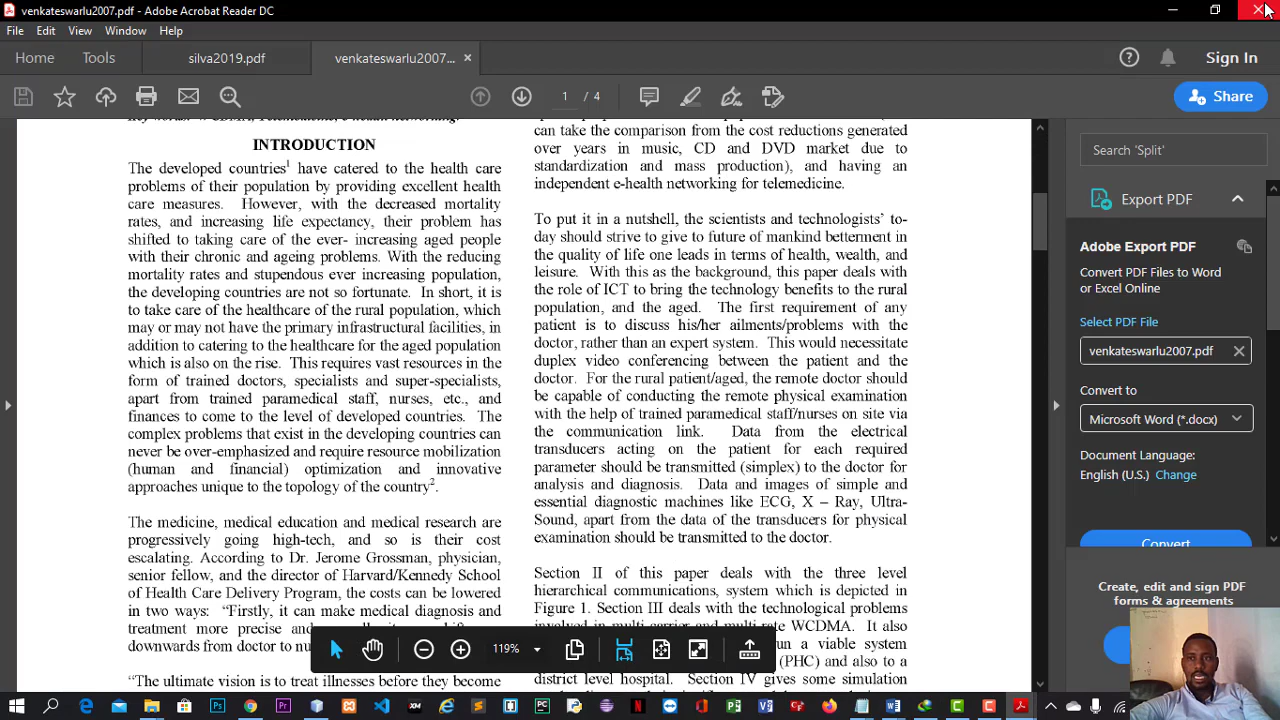 venkateswarlu2007.pdf - Adobe Acrobat Reader DC
File Edit View Window Help
Home Tools silva2019.pdf venkateswarlu2007... Sign In
1 / 4 Share
INTRODUCTION
The developed countries¹ have catered to the health care
problems of their population by providing excellent health
care measures. However, with the decreased mortality
rates, and increasing life expectancy, their problem has
shifted to taking care of the ever- increasing aged people
with their chronic and ageing problems. With the reducing
mortality rates and stupendous ever increasing population,
the developing countries are not so fortunate. In short, it is
to take care of the healthcare of the rural population, which
may or may not have the primary infrastructural facilities, in
addition to catering to the healthcare for the aged population
which is also on the rise. This requires vast resources in the
form of trained doctors, specialists and super-specialists,
apart from trained paramedical staff, nurses, etc., and
finances to come to the level of developed countries. The
complex problems that exist in the developing countries can
never be over-emphasized and require resource mobilization
(human and financial) optimization and innovative
approaches unique to the topology of the country².
The medicine, medical education and medical research are
progressively going high-tech, and so is their cost
escalating. According to Dr. Jerome Grossman, physician,
senior fellow, and the director of Harvard/Kennedy School
of Health Care Delivery Program, the costs can be lowered
in two ways: “Firstly, it can make medical diagnosis and
treatment more precise and
downwards from doctor to nu
“The ultimate vision is to treat illnesses before they become
can take the comparison from the cost reductions generated
over years in music, CD and DVD market due to
standardization and mass production), and having an
independent e-health networking for telemedicine.
To put it in a nutshell, the scientists and technologists’ to-
day should strive to give to future of mankind betterment in
the quality of life one leads in terms of health, wealth, and
leisure. With this as the background, this paper deals with
the role of ICT to bring the technology benefits to the rural
population, and the aged. The first requirement of any
patient is to discuss his/her ailments/problems with the
doctor, rather than an expert system. This would necessitate
duplex video conferencing between the patient and the
doctor. For the rural patient/aged, the remote doctor should
be capable of conducting the remote physical examination
with the help of trained paramedical staff/nurses on site via
the communication link. Data from the electrical
transducers acting on the patient for each required
parameter should be transmitted (simplex) to the doctor for
analysis and diagnosis. Data and images of simple and
essential diagnostic machines like ECG, X – Ray, Ultra-
Sound, apart from the data of the transducers for physical
examination should be transmitted to the doctor.
Section II of this paper deals with the three level
hierarchical communications, system which is depicted in
Figure 1. Section III deals with the technological problems
involved in multi carrier and multi rate WCDMA. It also
un a viable system
(PHC) and also to a
district level hospital. Section IV gives some simulation
119%
Search 'Split'
Export PDF
Adobe Export PDF
Convert PDF Files to Word
or Excel Online
Select PDF File
venkateswarlu2007.pdf
Convert to
Microsoft Word (*.docx)
Document Language:
English (U.S.) Change
Convert
Create, edit and sign PDF
forms & agreements